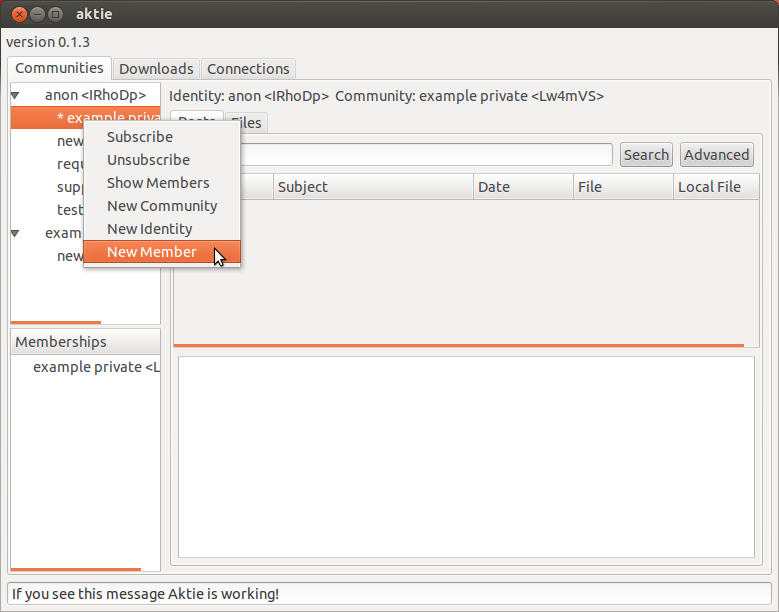 aktie
version 0.1.3
Communities Downloads Connections
anon <IRhoDp>
Identity: anon <IRhoDp> Community: example private <Lw4mVS>
* example priva
Posts Files
Subscribe
new
Unsubscribe
Search Advanced
requ
Show Members
supp
Subject Date File Local File
New Community
test
New Identity
exam
New Member
new
Memberships
example private <L
If you see this message Aktie is working!